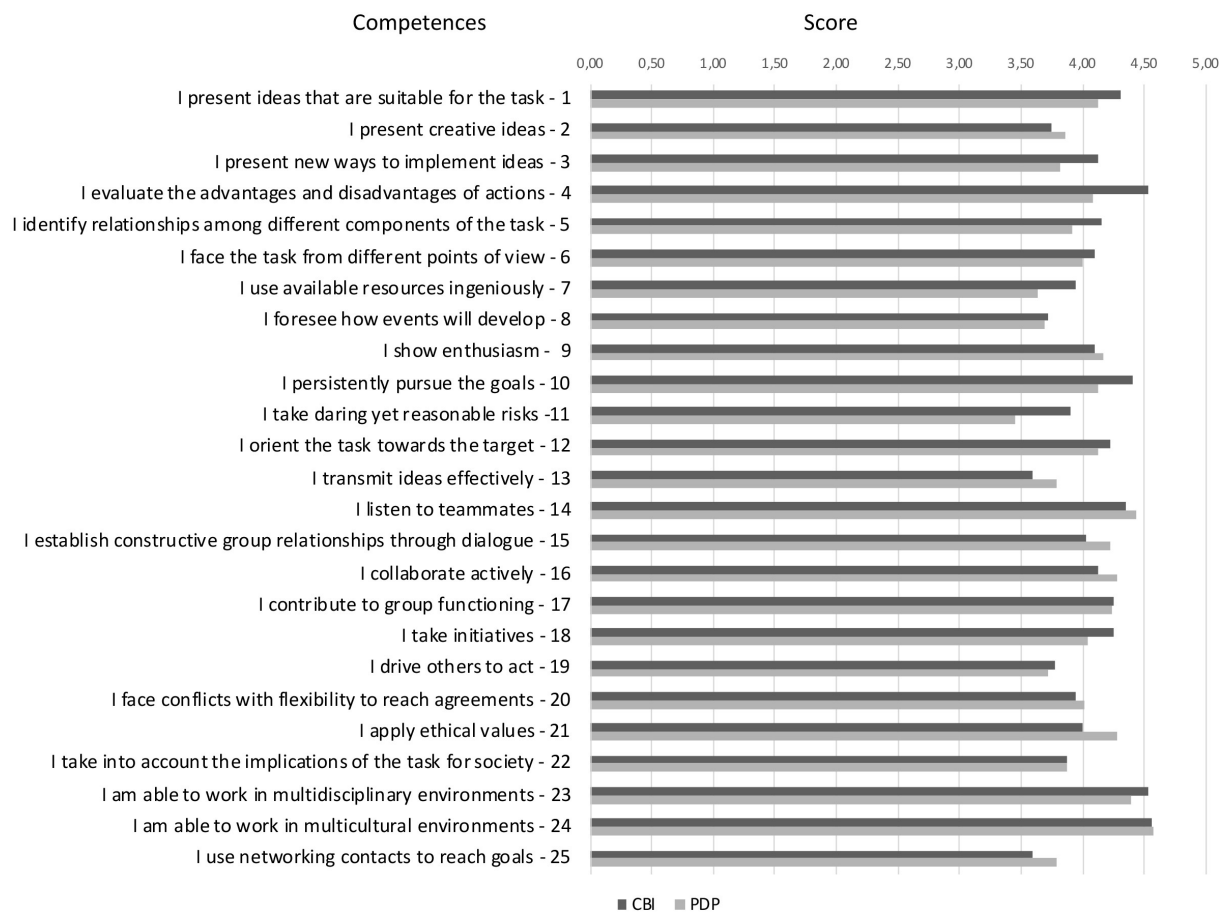 Competences Score
0,00 0,50 1,00 1,50 2,00 2,50 3,00 3,50 4,00 4,50 5,00
I present ideas that are suitable for the task - 1
I present creative ideas - 2
I present new ways to implement ideas - 3
I evaluate the advantages and disadvantages of actions - 4
I identify relationships among different components of the task - 5
I face the task from different points of view - 6
I use available resources ingeniously - 7
I foresee how events will develop - 8
I show enthusiasm - 9
I persistently pursue the goals - 10
I take daring yet reasonable risks -11
I orient the task towards the target - 12
I transmit ideas effectively - 13
I listen to teammates - 14
I establish constructive group relationships through dialogue - 15
I collaborate actively - 16
I contribute to group functioning - 17
I take initiatives - 18
I drive others to act - 19
I face conflicts with flexibility to reach agreements - 20
I apply ethical values - 21
I take into account the implications of the task for society - 22
I am able to work in multidisciplinary environments - 23
I am able to work in multicultural environments - 24
I use networking contacts to reach goals - 25
CBI PDP